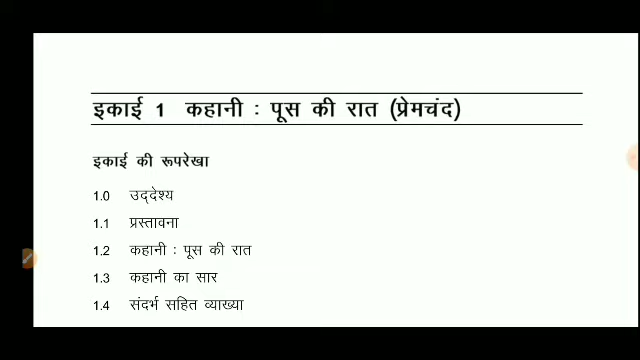 इकाई 1 कहानी : पूस की रात (प्रेमचंद)
इकाई की रूपरेखा
1.0 उद्देश्य
1.1 प्रस्तावना
1.2 कहानी : पूस की रात
1.3 कहानी का सार
1.4 संदर्भ सहित व्याख्या